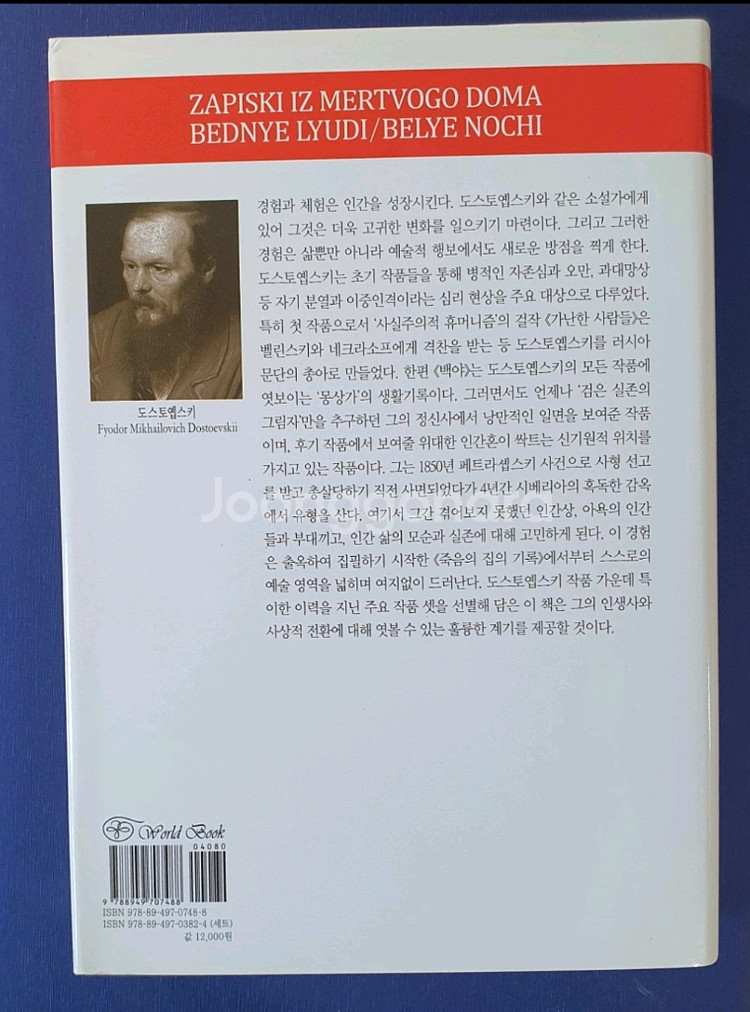 ZAPISKI IZ MERTVOGO DOMA
BEDNYE LYUDI/BELYE NOCHI
경험과 체험은 인간을 성장시킨다. 도스토옙스키와 같은 소설가에게
있어 그것은 더욱 고귀한 변화를 일으키기 마련이다. 그리고 그러한
경험은 삶뿐만 아니라 예술적 행보에서도 새로운 방점을 찍게 한다.
도스토옙스키는 초기 작품들을 통해 병적인 자존심과 오만, 과대망상
등 자기 분열과 이중인격이라는 심리 현상을 주요 대상으로 다루었다.
특히 첫 작품으로서 '사실주의적 휴머니즘'의 걸작 《가난한 사람들》은
벨린스키와 네크라소프에게 격찬을 받는 등 도스토옙스키를 러시아
문단의 총아로 만들었다. 한편 《백야》는 도스토옙스키의 모든 작품에
엿보이는 '몽상가'의 생활기록이다. 그러면서도 언제나 '검은 실존의
그림자'만을 추구하던 그의 정신사에서 낭만적인 일면을 보여준 작품
이며, 후기 작품에서 보여줄 위대한 인간혼이 싹트는 신기원적 위치를
가지고 있는 작품이다. 그는 1850년 페트라셉스키 사건으로 사형 선고
를 받고 총살당하기 직전 사면되었다가 4년간 시베리아의 혹독한 감옥
에서 유형을 산다. 여기서 그간 겪어보지 못했던 인간상, 아욕의 인간
들과 부대끼고, 인간 삶의 모순과 실존에 대해 고민하게 된다. 이 경험
은 출옥하여 집필하기 시작한 《죽음의 집의 기록》에서부터 스스로의
예술 영역을 넓히며 여지없이 드러난다. 도스토옙스키 작품 가운데 특
이한 이력을 지닌 주요 작품 셋을 선별해 담은 이 책은 그의 인생사와
사상적 전환에 대해 엿볼 수 있는 훌륭한 계기를 제공할 것이다.
도스토옙스키
Fyodor Mikhailovich Dostoevskii
Joonggonara
World Book
04080
9 788949 707488
ISBN 978-89-497-0748-8
ISBN 978-89-497-0382-4 (세트)
값 12,000원